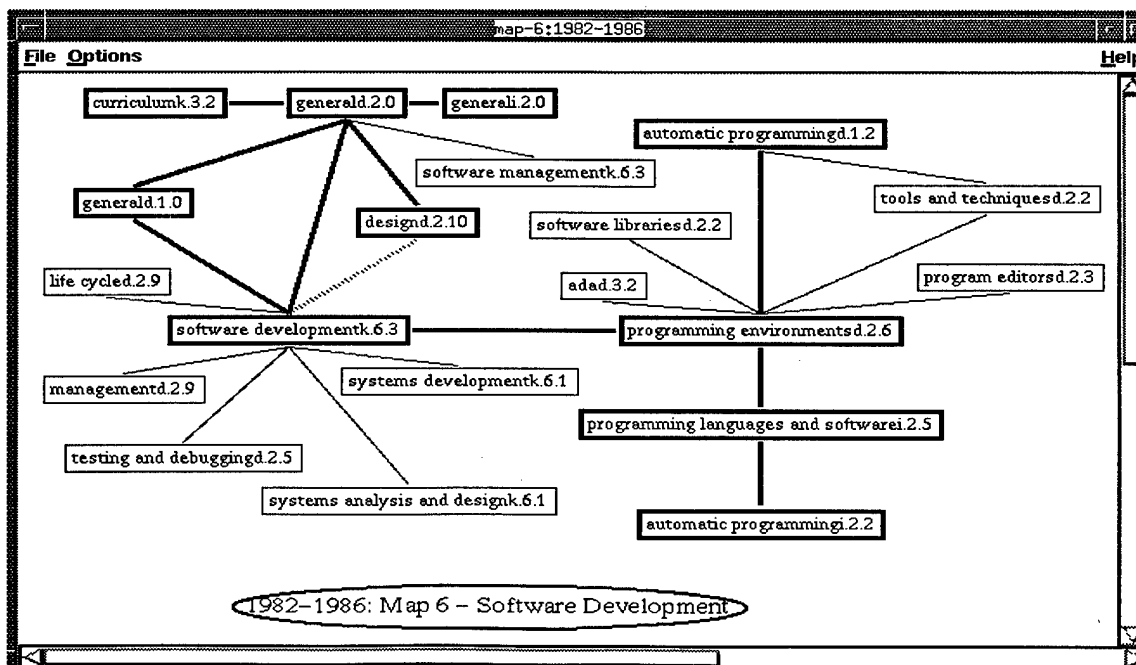 map-6:1982-1986
File Options Help
curriculumk.3.2 generald.2.0 generali.2.0
automatic programmingd.1.2
software managementk.6.3
generald.1.0
tools and techniquesd.2.2
designd.2.10
software librariesd.2.2
life cycled.2.9
adad.3.2
program editorsd.2.3
software developmentk.6.3
programming environmentsd.2.6
managementd.2.9
systems developmentk.6.1
programming languages and softwarei.2.5
testing and debuggingd.2.5
systems analysis and designk.6.1
automatic programmingi.2.2
1982-1986: Map 6 – Software Development